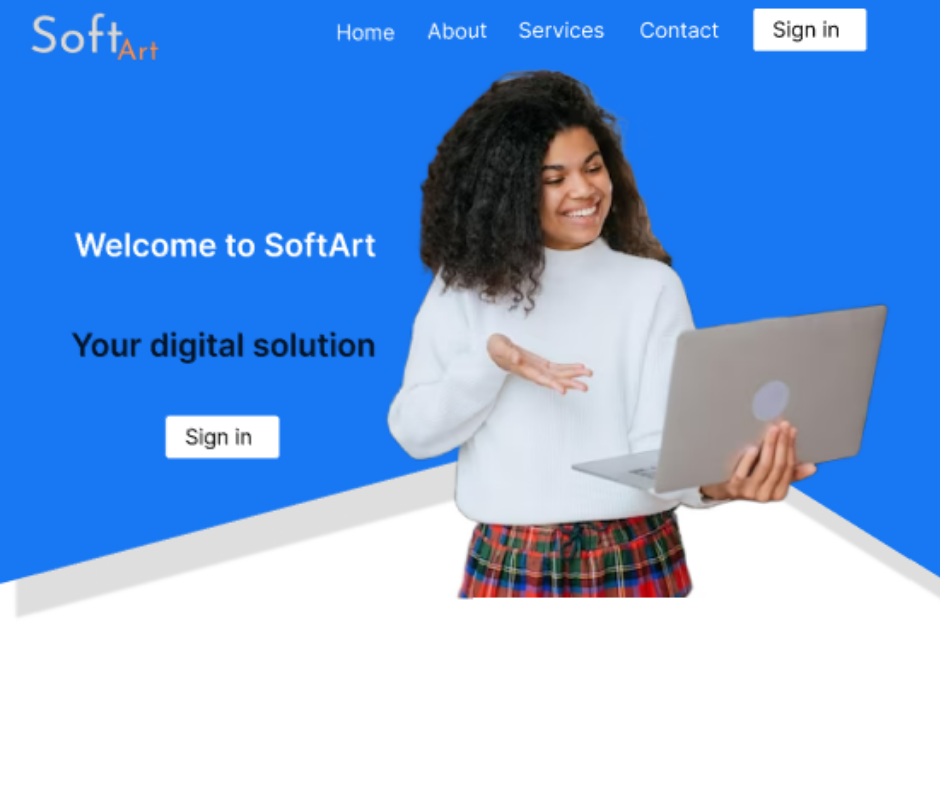 SoftArt
Home About Services Contact Sign in
Welcome to SoftArt
Your digital solution
Sign in